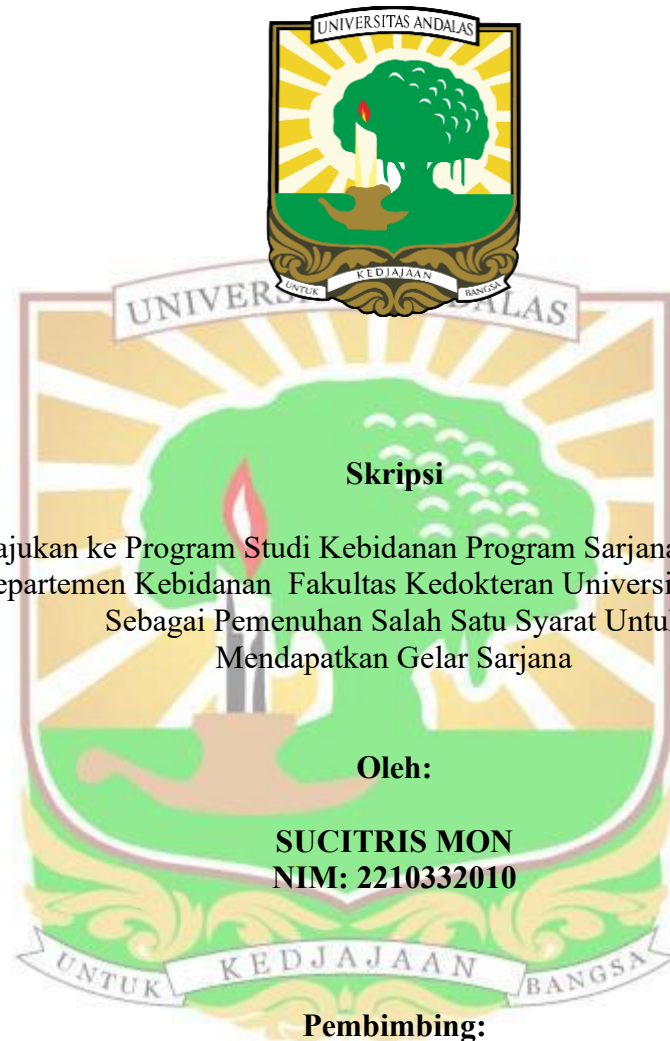 UNIVERSITAS ANDALAS
UNTUK KEDJAJAAN BANGSA
UNIVERS ANDALAS
Skripsi
ajukan ke Program Studi Kebidanan Program Sarjana
epartemen Kebidanan Fakultas Kedokteran Universi
Sebagai Pemenuhan Salah Satu Syarat Untu
Mendapatkan Gelar Sarjana
Oleh:
SUCITRIS MON
NIM: 2210332010
UNTUK KEDJAJAAN BANGSA
Pembimbing: